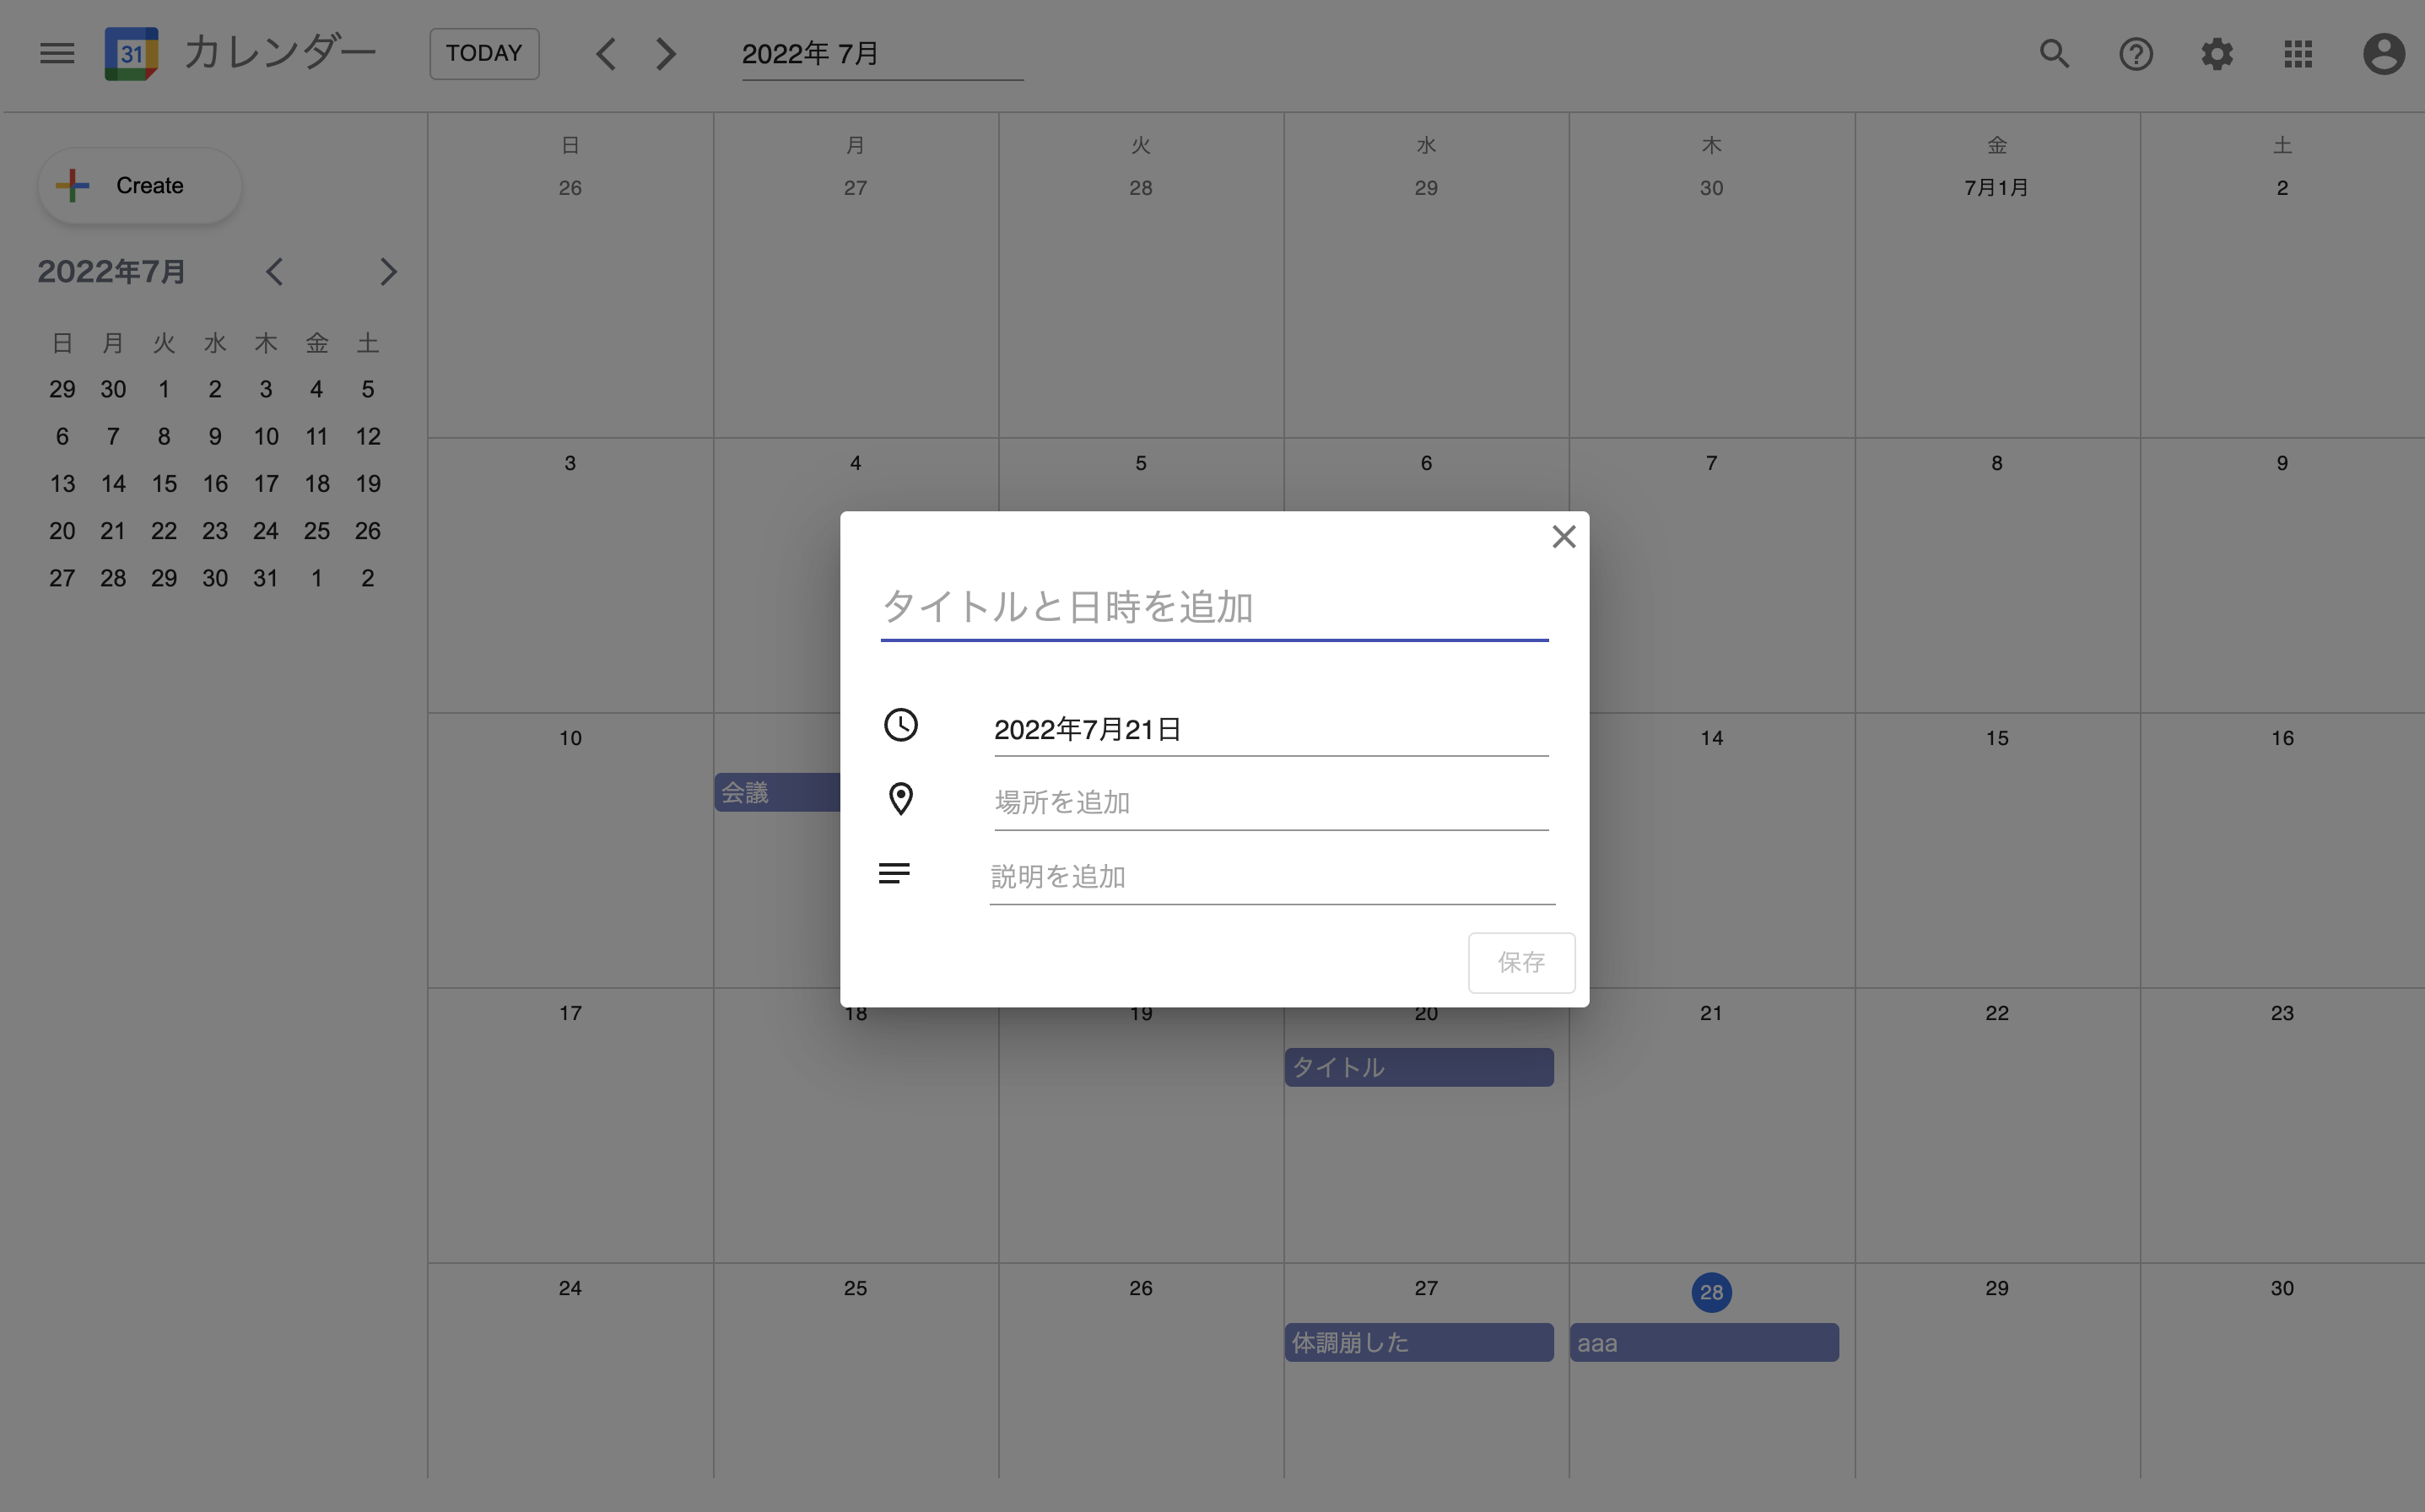 31 カレンダー TODAY 2022年 7月
Create
2022年7月
日 月 火 水 木 金 土
29 30 1 2 3 4 5
6 7 8 9 10 11 12
13 14 15 16 17 18 19
20 21 22 23 24 25 26
27 28 29 30 31 1 2
日 月 火 水 木 金 土
26 27 28 29 30 7月1月 2
3 4 5 6 7 8 9
10 14 15 16
会議
17 18 19 20 21 22 23
タイトル
24 25 26 27 28 29 30
体調崩した aaa
タイトルと日時を追加
2022年7月21日
場所を追加
説明を追加
保存